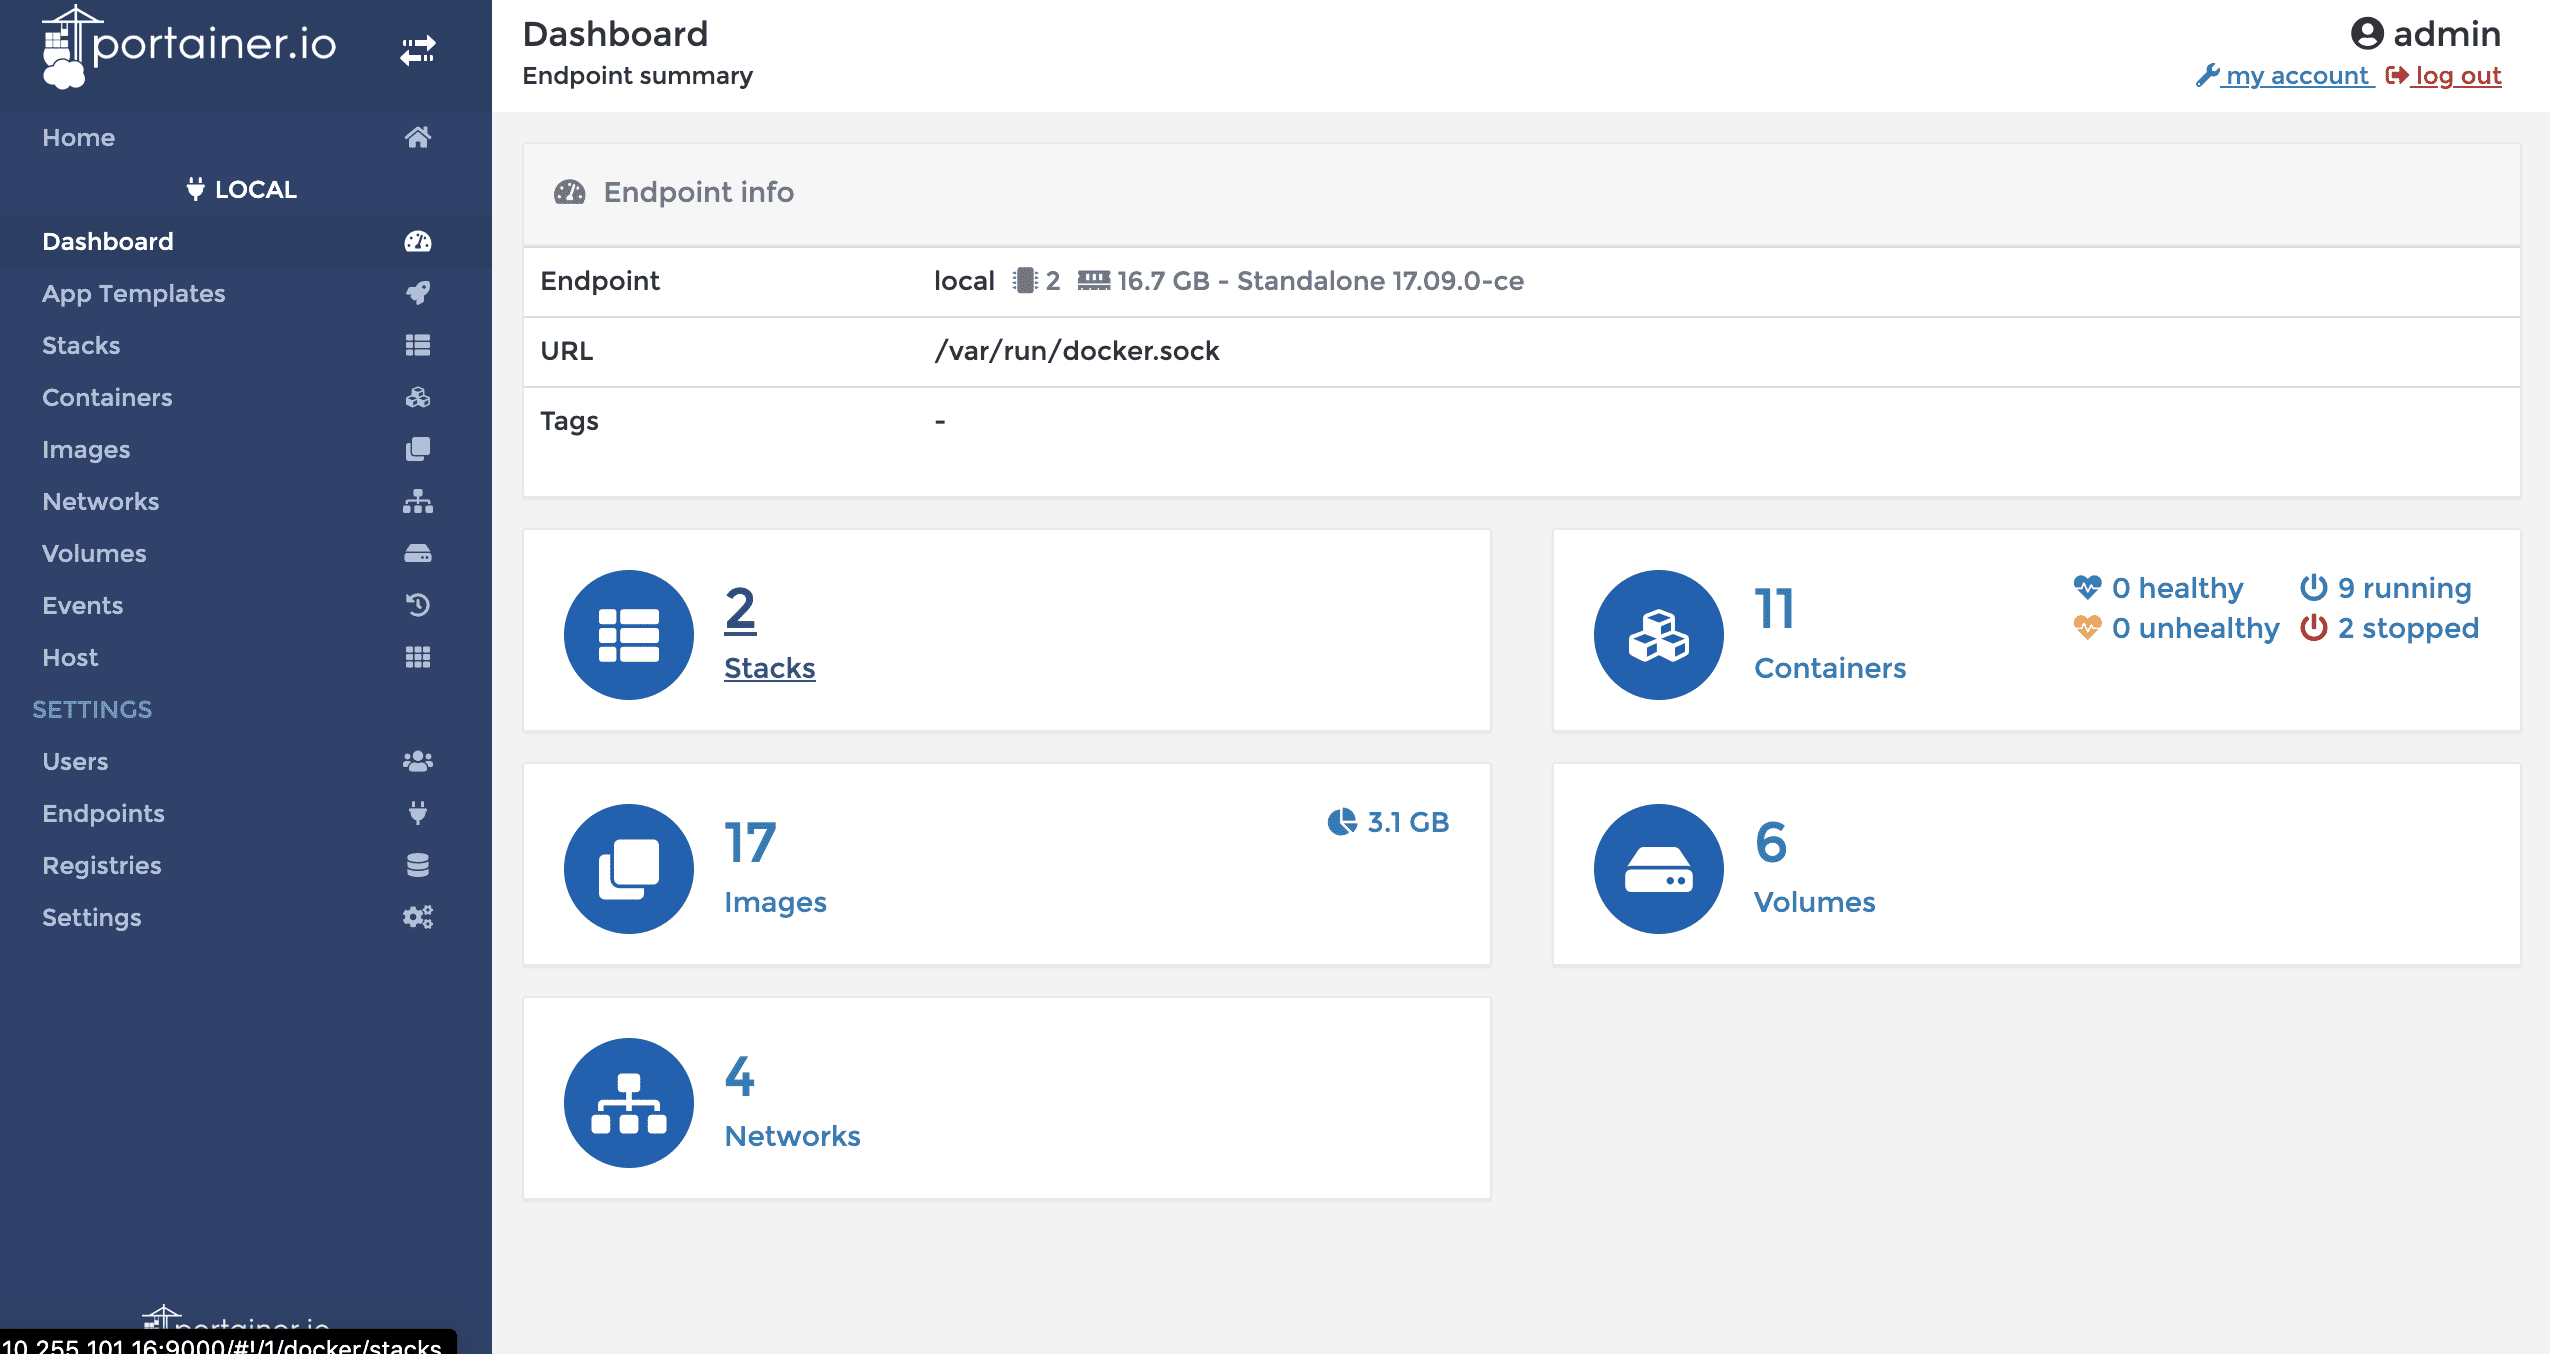 portainer.io
Home
LOCAL
Dashboard
App Templates
Stacks
Containers
Images
Networks
Volumes
Events
Host
SETTINGS
Users
Endpoints
Registries
Settings
portainer.io
10.255.101.16:9000/#!/1/docker/stacks
Dashboard
Endpoint summary
admin
my account log out
Endpoint info
Endpoint local 2 16.7 GB - Standalone 17.09.0-ce
URL /var/run/docker.sock
Tags -
2
Stacks
11
Containers
0 healthy 9 running
0 unhealthy 2 stopped
17
Images
3.1 GB
6
Volumes
4
Networks